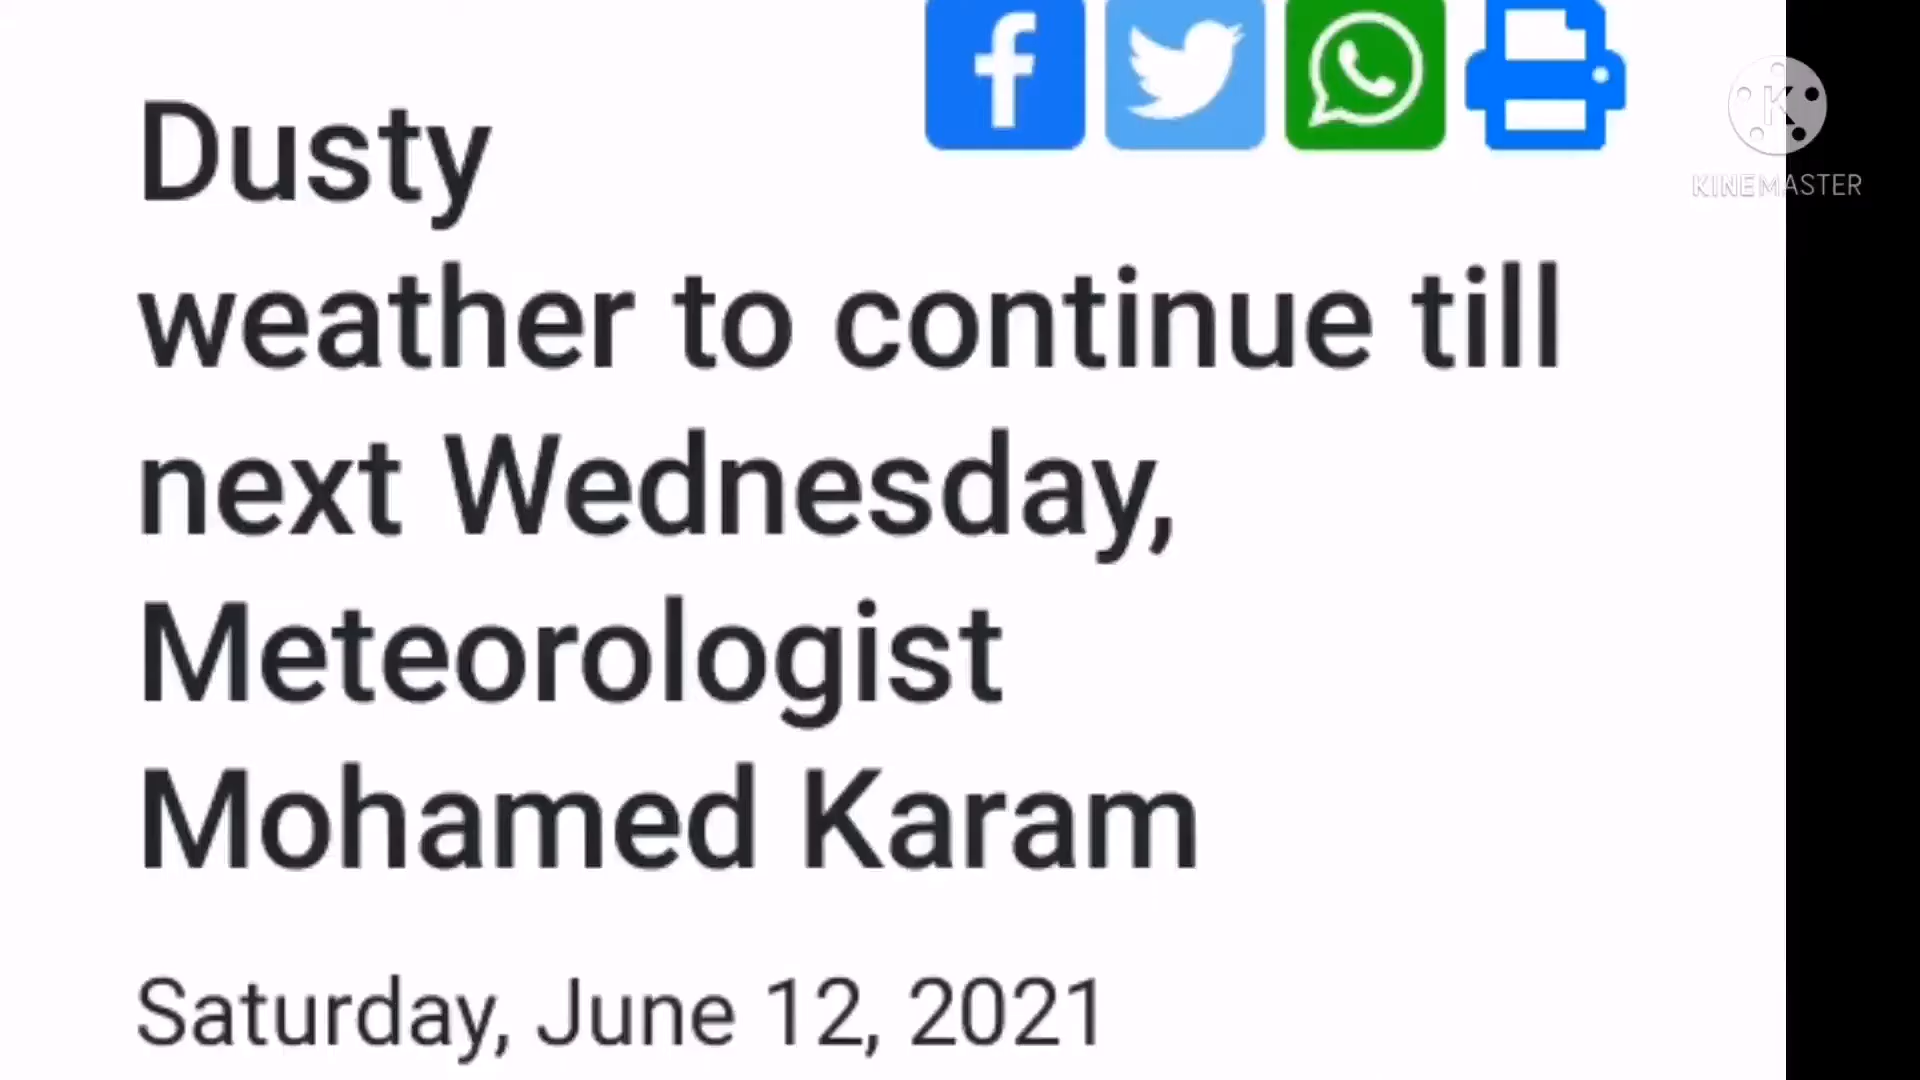 Dusty
weather to continue till
next Wednesday,
Meteorologist
Mohamed Karam
Saturday, June 12, 2021
K
KINEMASTER